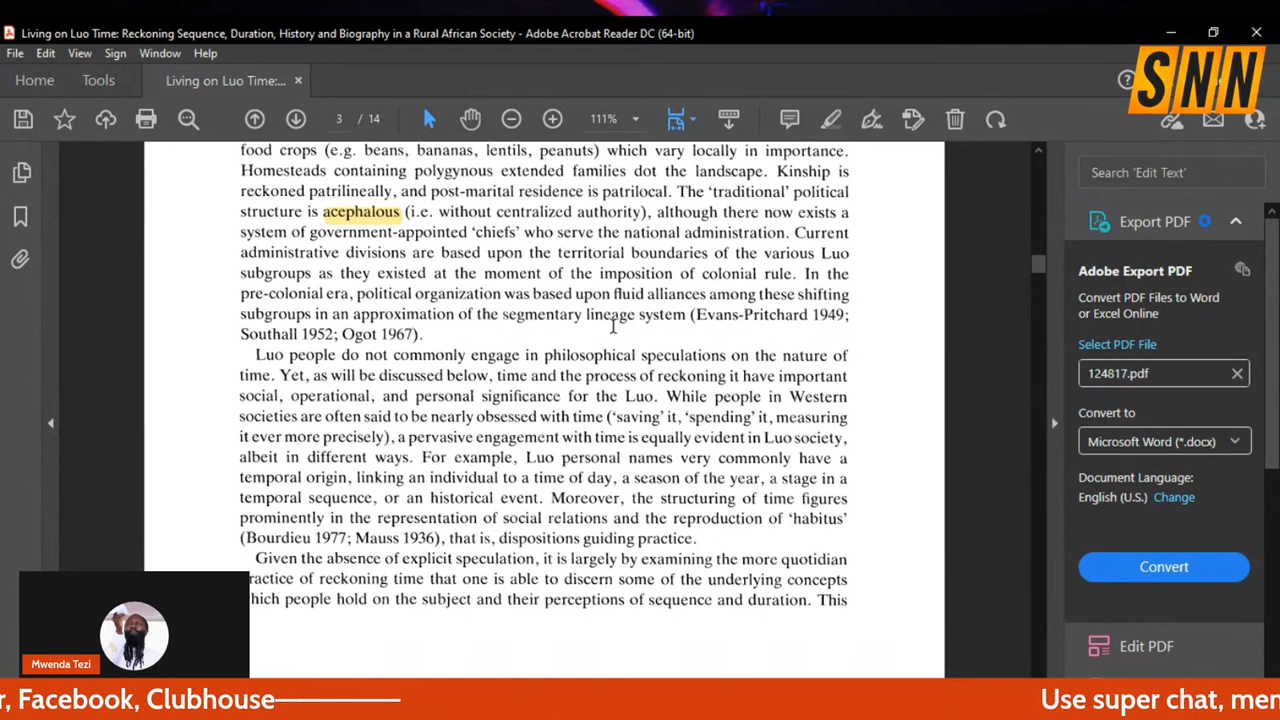 Living on Luo Time: Reckoning Sequence, Duration, History and Biography in a Rural African Society - Adobe Acrobat Reader DC (64-bit)
File Edit View Sign Window Help
Home Tools Living on Luo Time:...
SNN
3 / 14 111%
food crops (e.g. beans, bananas, lentils, peanuts) which vary locally in importance.
Homesteads containing polygynous extended families dot the landscape. Kinship is
reckoned patrilineally, and post-marital residence is patrilocal. The ‘traditional’ political
structure is acephalous (i.e. without centralized authority), although there now exists a
system of government-appointed ‘chiefs’ who serve the national administration. Current
administrative divisions are based upon the territorial boundaries of the various Luo
subgroups as they existed at the moment of the imposition of colonial rule. In the
pre-colonial era, political organization was based upon fluid alliances among these shifting
subgroups in an approximation of the segmentary lineage system (Evans-Pritchard 1949;
Southall 1952; Ogot 1967).
Luo people do not commonly engage in philosophical speculations on the nature of
time. Yet, as will be discussed below, time and the process of reckoning it have important
social, operational, and personal significance for the Luo. While people in Western
societies are often said to be nearly obsessed with time (‘saving’ it, ‘spending’ it, measuring
it ever more precisely), a pervasive engagement with time is equally evident in Luo society,
albeit in different ways. For example, Luo personal names very commonly have a
temporal origin, linking an individual to a time of day, a season of the year, a stage in a
temporal sequence, or an historical event. Moreover, the structuring of time figures
prominently in the representation of social relations and the reproduction of ‘habitus’
(Bourdieu 1977; Mauss 1936), that is, dispositions guiding practice.
Given the absence of explicit speculation, it is largely by examining the more quotidian
ractice of reckoning time that one is able to discern some of the underlying concepts
hich people hold on the subject and their perceptions of sequence and duration. This
Search 'Edit Text'
Export PDF
Adobe Export PDF
Convert PDF Files to Word
or Excel Online
Select PDF File
124817.pdf
Convert to
Microsoft Word (*.docx)
Document Language:
English (U.S.) Change
Convert
Edit PDF
Mwenda Tezi
r, Facebook, Clubhouse
Use super chat, mem